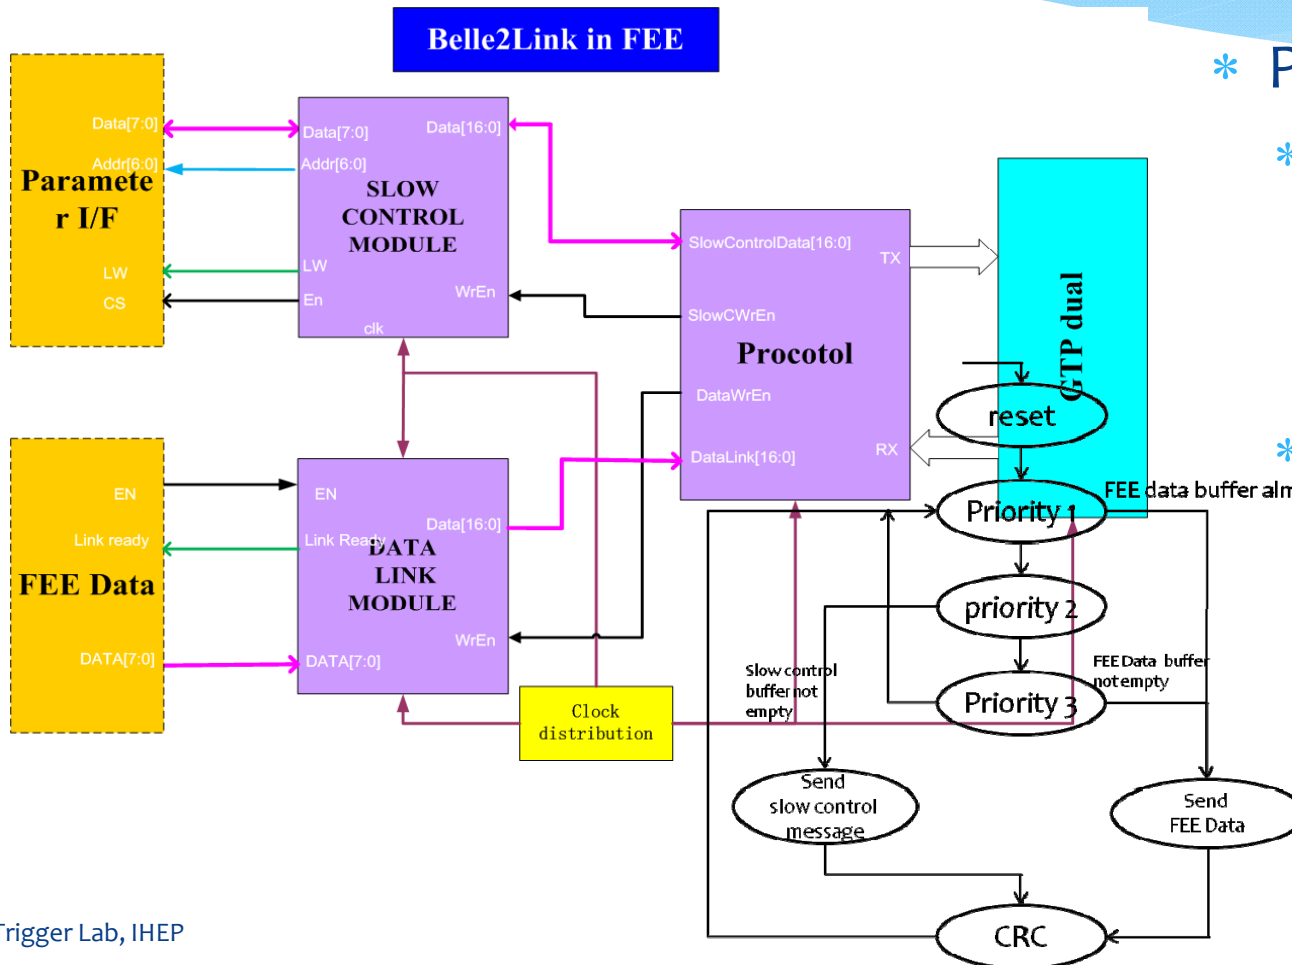 Belle2Link in FEE
* P
*
*
Data[7:0]
Addr[6:0]
Paramete
r I/F
LW
CS
Data[7:0]
Data[16:0]
Addr[6:0]
SLOW
CONTROL
MODULE
LW
WrEn
En
clk
SlowControlData[16:0]
TX
SlowCWrEn
Procotol
DataWrEn
RX
DataLink[16:0]
GTP dual
EN
Link ready
FEE Data
DATA[7:0]
EN
Data[16:0]
Link Ready
DATA
LINK
MODULE
WrEn
DATA[7:0]
Clock
distribution
reset
Priority 1
FEE data buffer alm
priority 2
Slow control
buffer not
empty
FEE Data buffer
not empty
Priority 3
Send
slow control
message
Send
FEE Data
CRC
Trigger Lab, IHEP